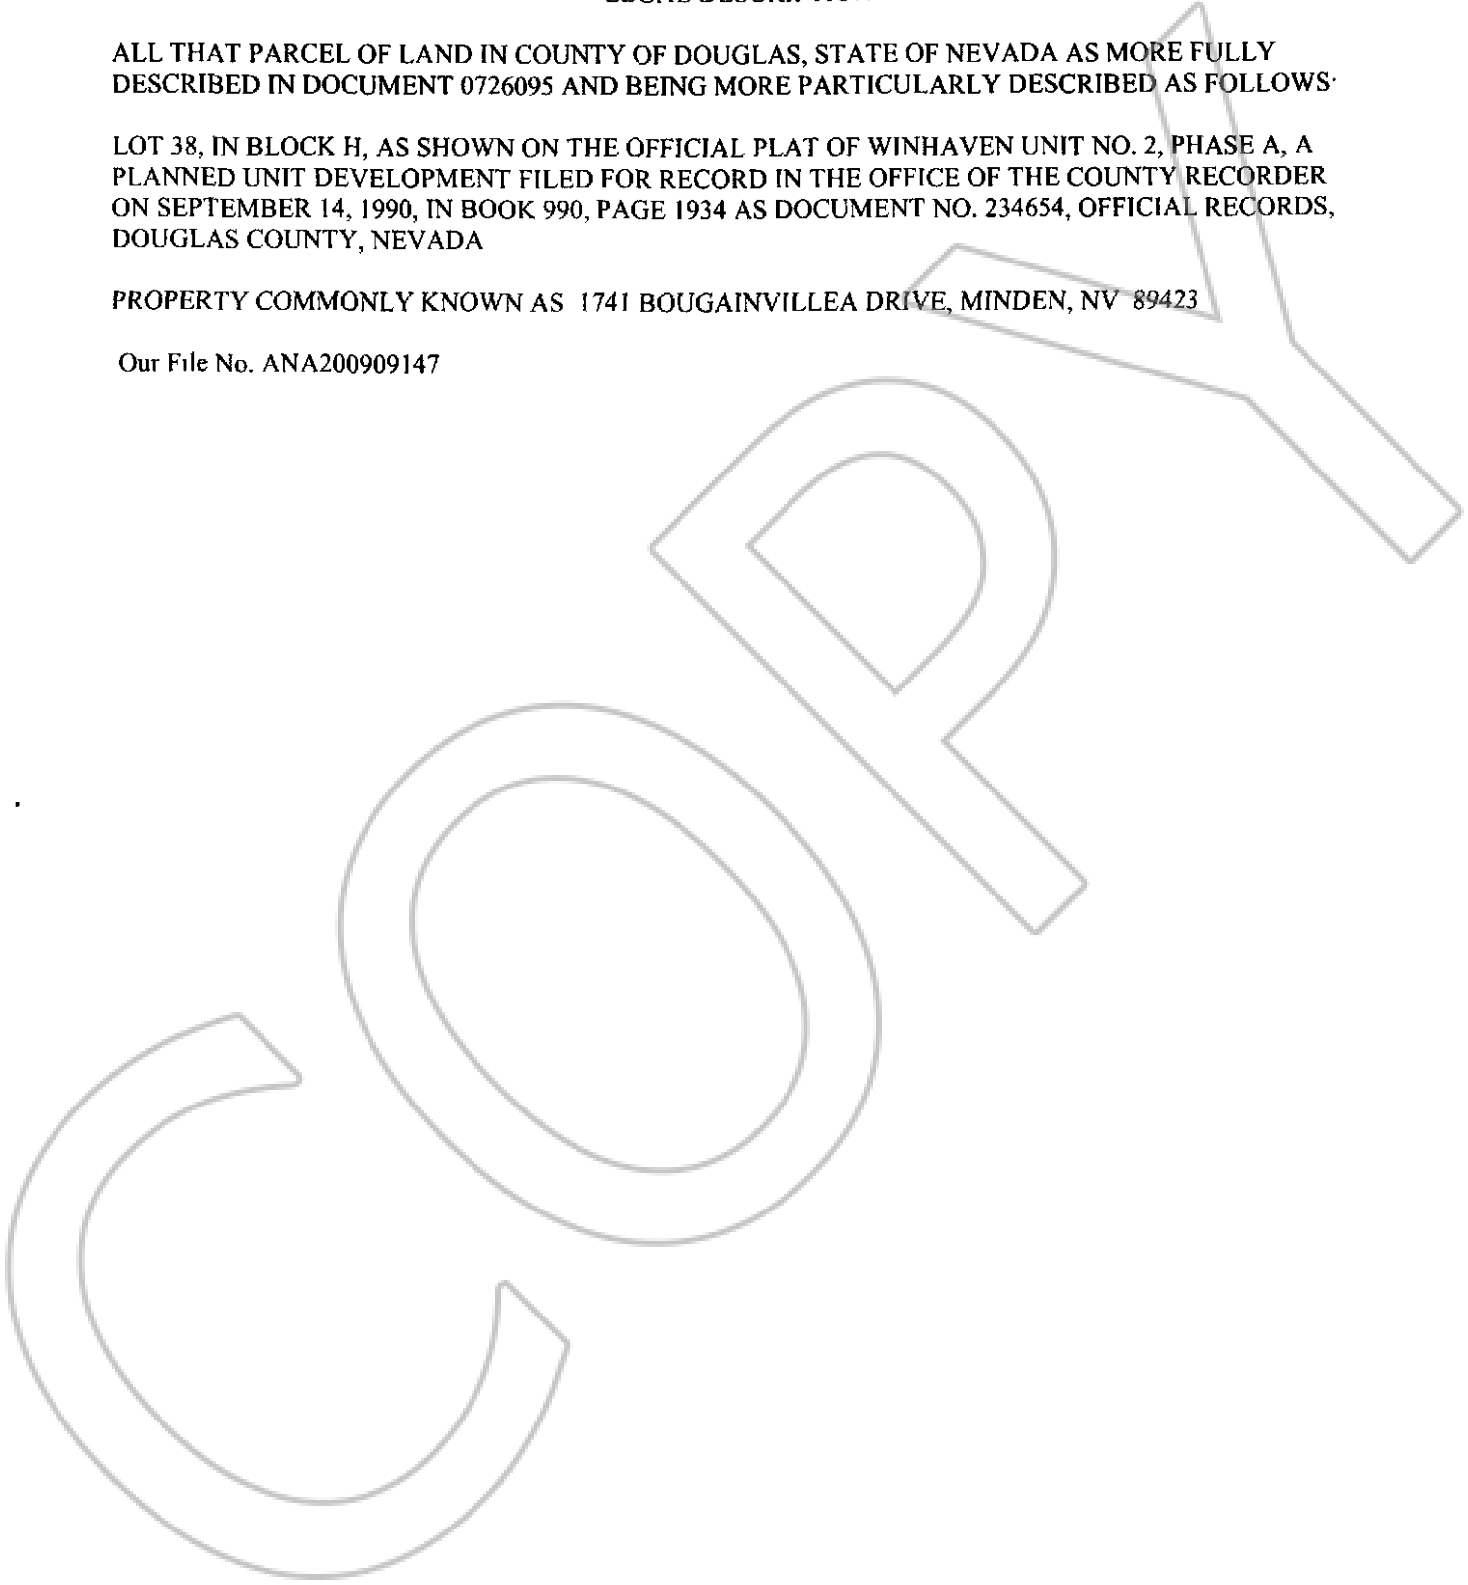 ALL THAT PARCEL OF LAND IN COUNTY OF DOUGLAS, STATE OF NEVADA AS MORE FULLY
DESCRIBED IN DOCUMENT 0726095 AND BEING MORE PARTICULARLY DESCRIBED AS FOLLOWS·
LOT 38, IN BLOCK H, AS SHOWN ON THE OFFICIAL PLAT OF WINHAVEN UNIT NO. 2, PHASE A, A
PLANNED UNIT DEVELOPMENT FILED FOR RECORD IN THE OFFICE OF THE COUNTY RECORDER
ON SEPTEMBER 14, 1990, IN BOOK 990, PAGE 1934 AS DOCUMENT NO. 234654, OFFICIAL RECORDS,
DOUGLAS COUNTY, NEVADA
PROPERTY COMMONLY KNOWN AS 1741 BOUGAINVILLEA DRIVE, MINDEN, NV 89423
Our File No. ANA200909147
COPY